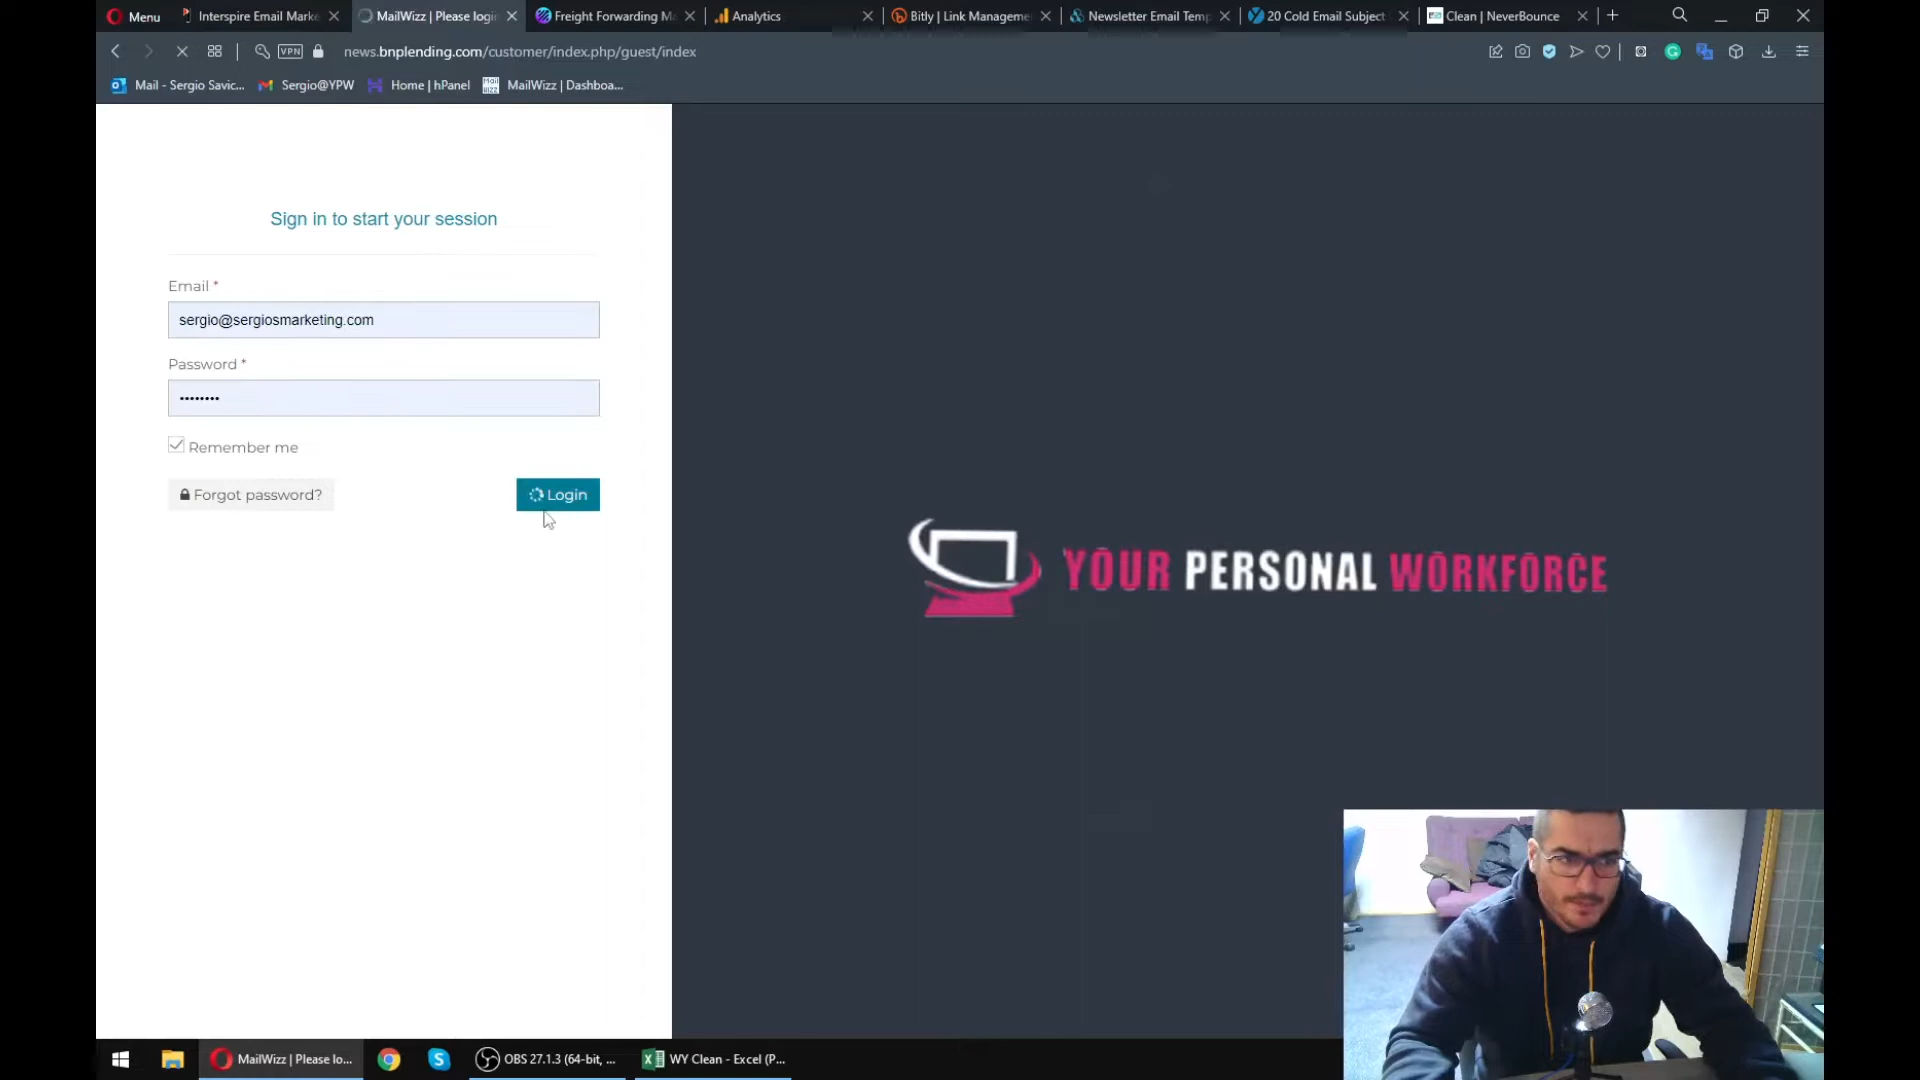 Menu
Interspire Email Marke
MailWizz | Please login
Freight Forwarding Ma
Analytics
Bitly | Link Manageme
Newsletter Email Temp
20 Cold Email Subject
Clean | NeverBounce
VPN
news.bnplending.com/customer/index.php/guest/index
Mail - Sergio Savic...
Sergio@YPW
Home | hPanel
MailWizz | Dashboa...
Sign in to start your session
Email *
sergio@sergiosmarketing.com
Password *
••••••••
Remember me
Forgot password?
Login
YOUR PERSONAL WORKFORCE
MailWizz | Please lo...
OBS 27.1.3 (64-bit, ...
WY Clean - Excel (P...